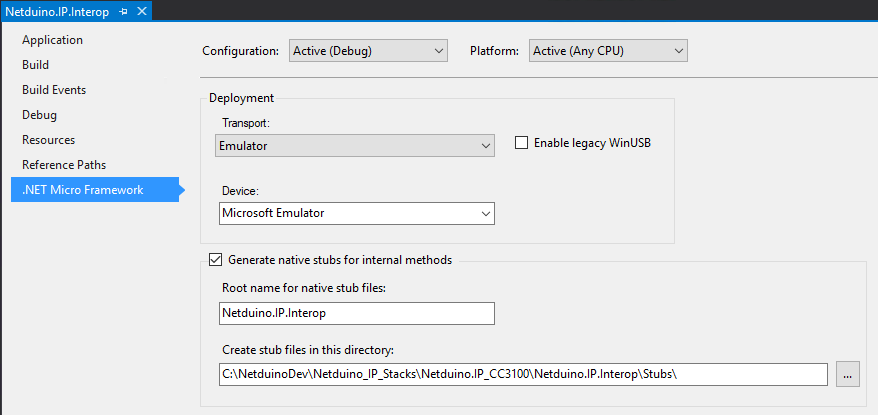 Netduino.IP.Interop
Application
Build
Build Events
Debug
Resources
Reference Paths
.NET Micro Framework
Configuration: Active (Debug) Platform: Active (Any CPU)
Deployment
Transport:
Emulator
Enable legacy WinUSB
Device:
Microsoft Emulator
Generate native stubs for internal methods
Root name for native stub files:
Netduino.IP.Interop
Create stub files in this directory:
C:\NetduinoDev\Netduino_IP_Stacks\Netduino.IP_CC3100\Netduino.IP.Interop\Stubs\
...